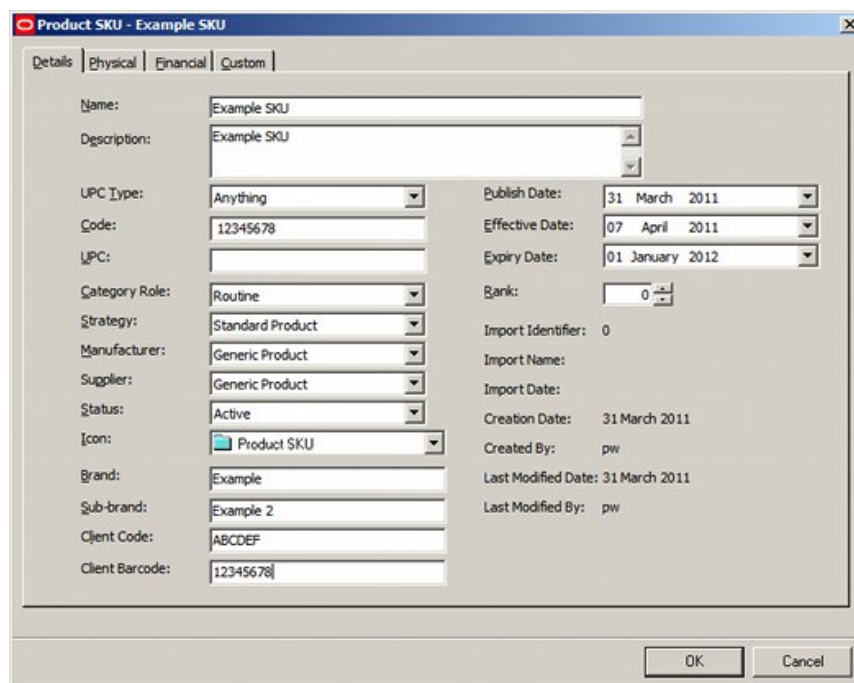 Product SKU - Example SKU
Details Physical Financial Custom
Name: Example SKU
Description: Example SKU
UPC Type: Anything Publish Date: 31 March 2011
Code: 12345678 Effective Date: 07 April 2011
UPC: Expiry Date: 01 January 2012
Category Role: Routine Rank: 0
Strategy: Standard Product Import Identifier: 0
Manufacturer: Generic Product Import Name:
Supplier: Generic Product Import Date:
Status: Active Creation Date: 31 March 2011
Icon: Product SKU Created By: pw
Brand: Example Last Modified Date: 31 March 2011
Sub-brand: Example 2 Last Modified By: pw
Client Code: ABCDEF
Client Barcode: 12345678
OK Cancel